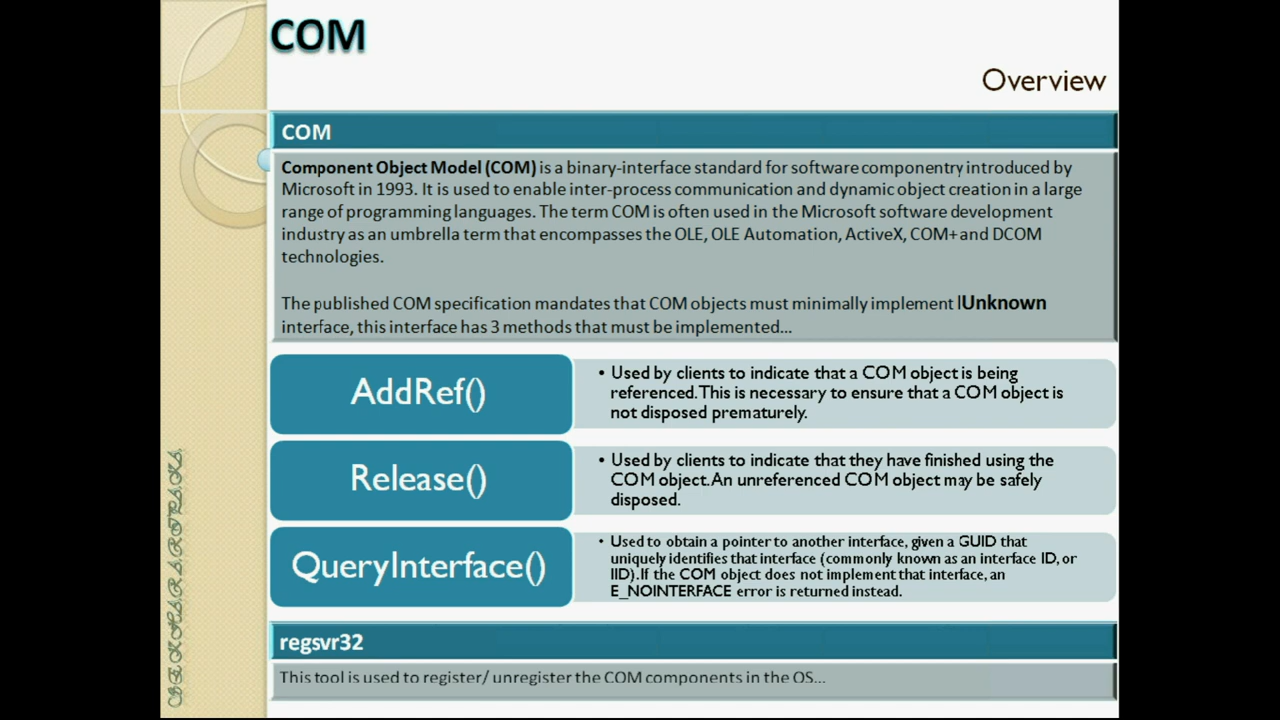 COM
Overview
COM
Component Object Model (COM) is a binary-interface standard for software componentry introduced by
Microsoft in 1993. It is used to enable inter-process communication and dynamic object creation in a large
range of programming languages. The term COM is often used in the Microsoft software development
industry as an umbrella term that encompasses the OLE, OLE Automation, ActiveX, COM+ and DCOM
technologies.
The published COM specification mandates that COM objects must minimally implement IUnknown
interface, this interface has 3 methods that must be implemented...
AddRef()
• Used by clients to indicate that a COM object is being
referenced. This is necessary to ensure that a COM object is
not disposed prematurely.
Release()
• Used by clients to indicate that they have finished using the
COM object. An unreferenced COM object may be safely
disposed.
QueryInterface()
• Used to obtain a pointer to another interface, given a GUID that
uniquely identifies that interface (commonly known as an interface ID, or
IID). If the COM object does not implement that interface, an
E_NOINTERFACE error is returned instead.
regsvr32
This tool is used to register/ unregister the COM components in the OS...